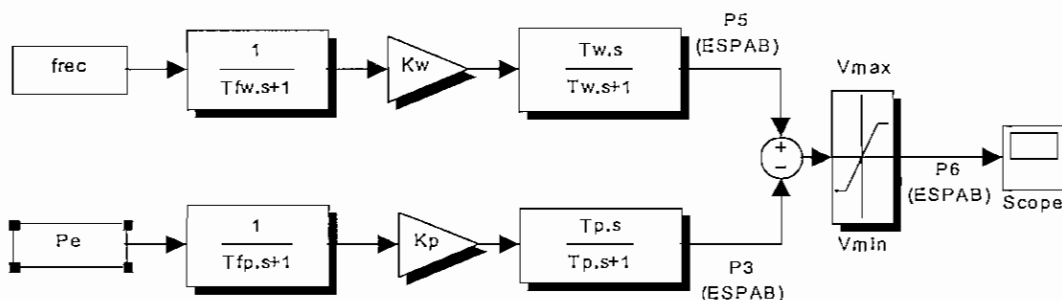 frec
1
Tfw.s+1
Kw
Tw.s
Tw.s+1
P5
(ESPAB)
Vmax
+
−
Vmin
P6
(ESPAB)
Scope
Pe
1
Tfp.s+1
Kp
Tp.s
Tp.s+1
P3
(ESPAB)